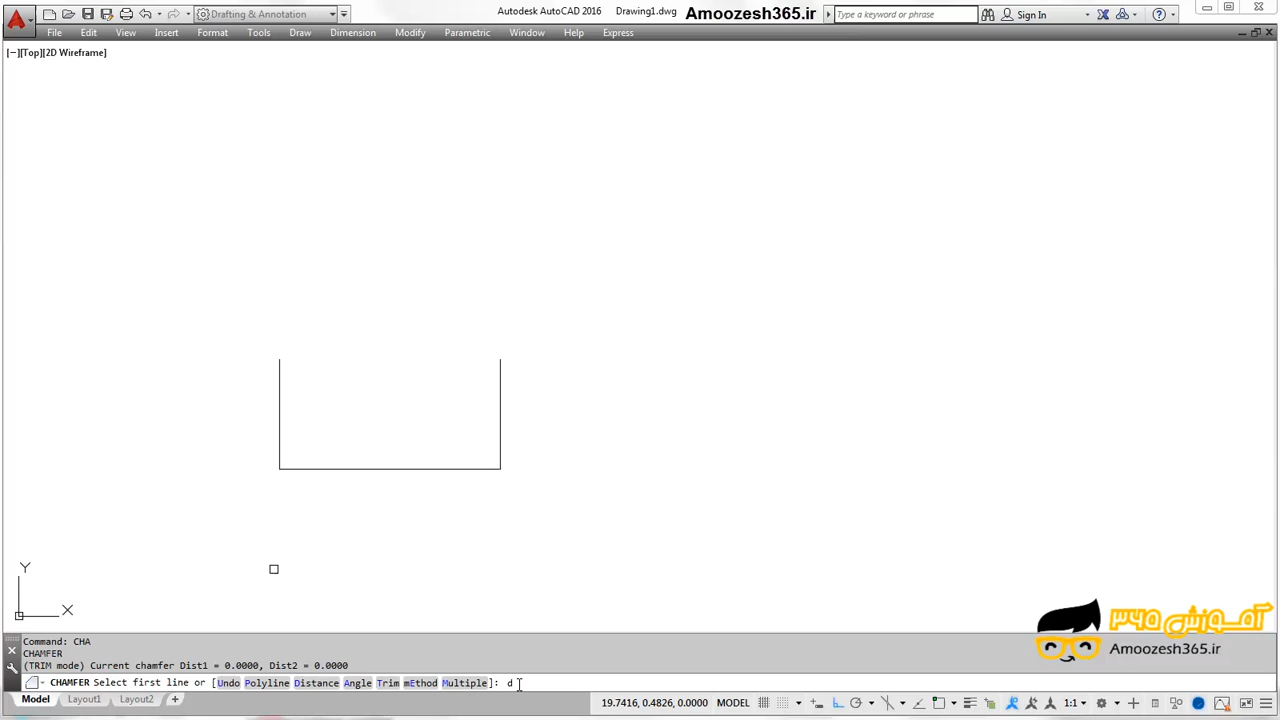 Drafting & Annotation
Autodesk AutoCAD 2016 Drawing1.dwg
Amoozesh365.ir
Type a keyword or phrase
Sign In
File Edit View Insert Format Tools Draw Dimension Modify Parametric Window Help Express
[−][Top][2D Wireframe]
Y
X
آموزش ۳۶۵
Amoozesh365.ir
Command: CHA
CHAMFER
(TRIM mode) Current chamfer Dist1 = 0.0000, Dist2 = 0.0000
CHAMFER Select first line or [Undo Polyline Distance Angle Trim mEthod Multiple]: d
Model Layout1 Layout2 +
19.7416, 0.4826, 0.0000 MODEL 1:1